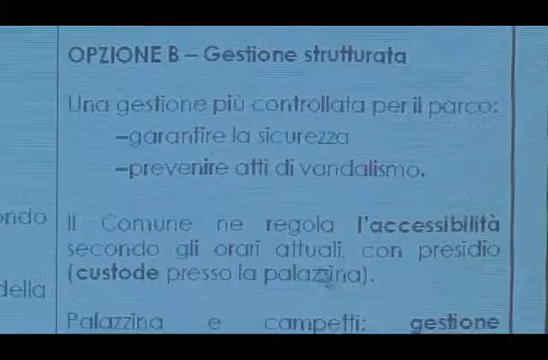 OPZIONE B – Gestione strutturata
Una gestione più controllata per il parco:
–garantire la sicurezza
–prevenire atti di vandalismo.
ondo
Il Comune ne regola l'accessibilità
secondo gli orari attuali, con presidio
(custode presso la palazzina).
della
Palazzina e campetti: gestione